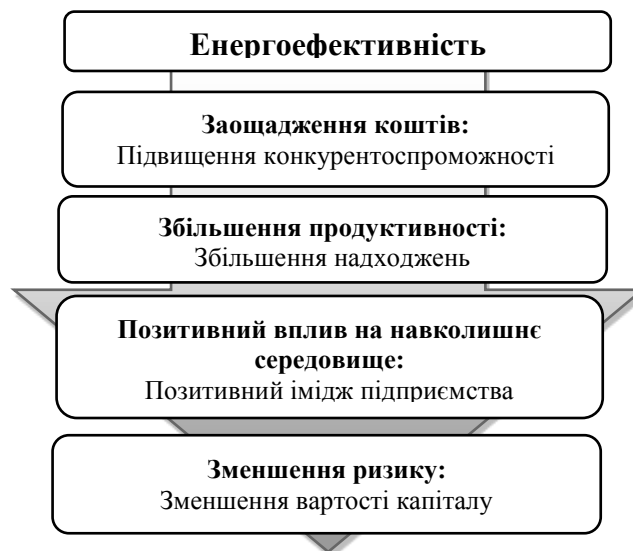 Енергоефективність
Заощадження коштів:
Підвищення конкурентоспроможності
Збільшення продуктивності:
Збільшення надходжень
Позитивний вплив на навколишнє
середовище:
Позитивний імідж підприємства
Зменшення ризику:
Зменшення вартості капіталу